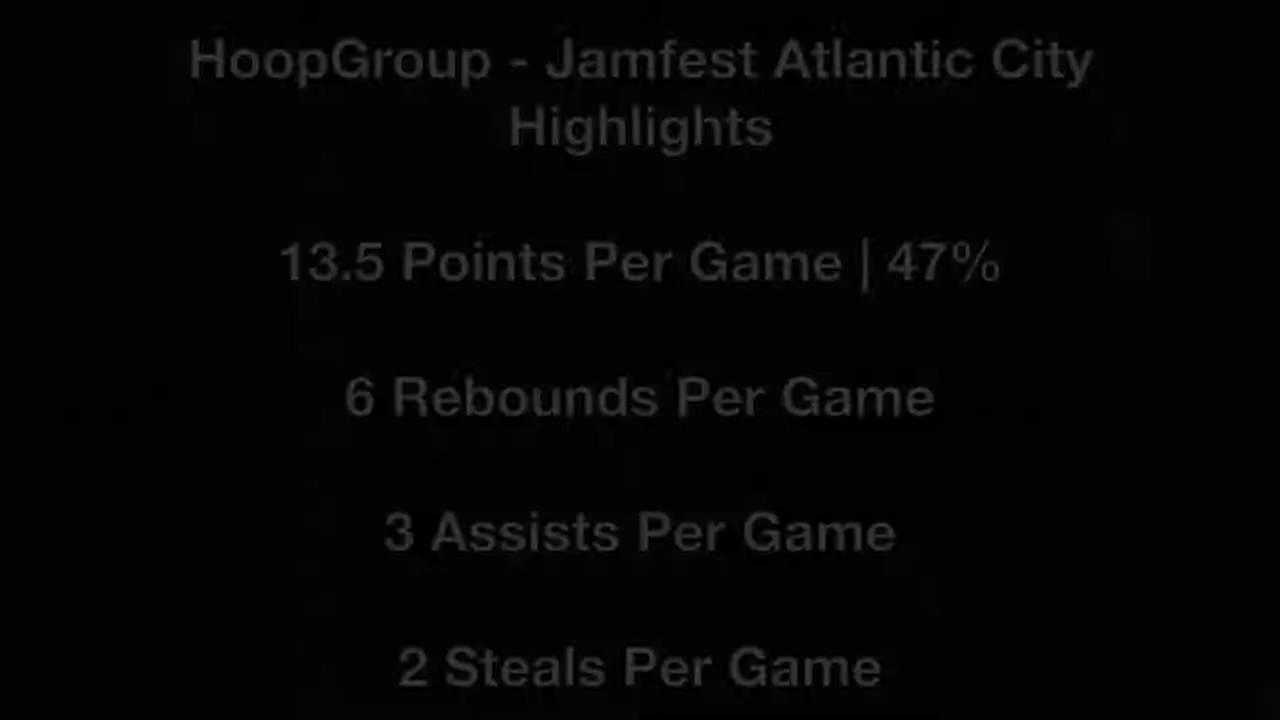 HoopGroup - Jamfest Atlantic City
Highlights
13.5 Points Per Game | 47%
6 Rebounds Per Game
3 Assists Per Game
2 Steals Per Game